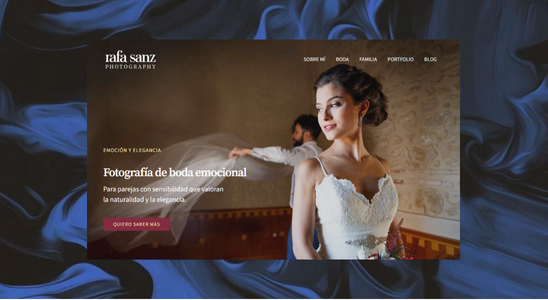 rafa sanz
PHOTOGRAPHY
SOBRE MÍ BODA FAMILIA PORTFOLIO BLOG
EMOCIÓN Y ELEGANCIA
Fotografía de boda emocional
Para parejas con sensibilidad que valoran
la naturalidad y la elegancia.
QUIERO SABER MÁS